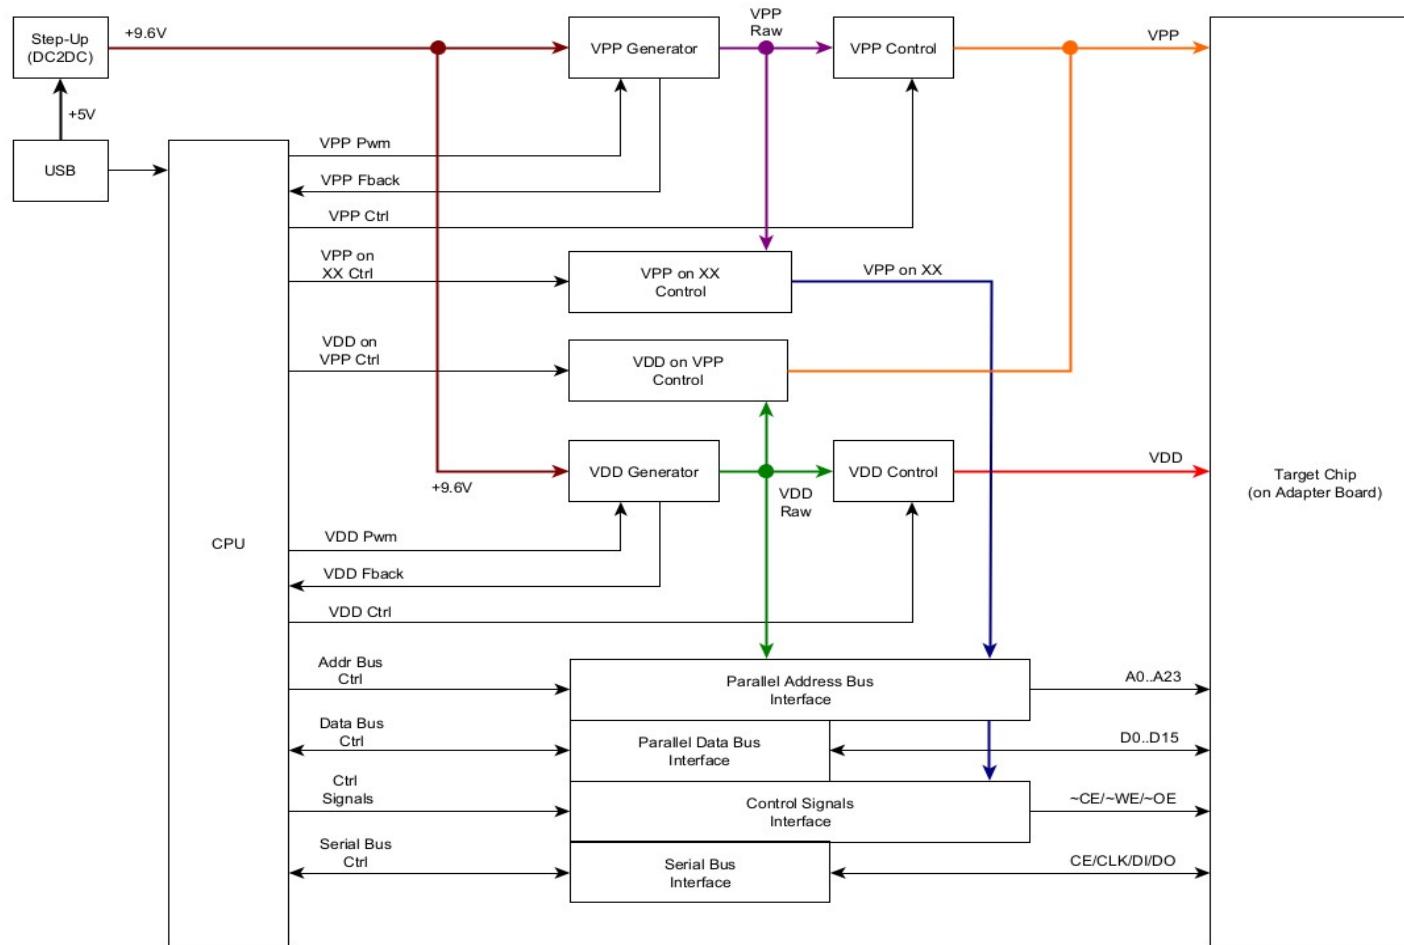 Step-Up
(DC2DC)
+9.6V
VPP Generator
VPP
Raw
VPP Control
VPP
+5V
USB
VPP Pwm
VPP Fback
VPP Ctrl
VPP on
XX Ctrl
VPP on XX
Control
VPP on XX
VDD on
VPP Ctrl
VDD on VPP
Control
+9.6V
VDD Generator
VDD
Raw
VDD Control
VDD
Target Chip
(on Adapter Board)
CPU
VDD Pwm
VDD Fback
VDD Ctrl
Addr Bus
Ctrl
Parallel Address Bus
Interface
A0..A23
Data Bus
Ctrl
Parallel Data Bus
Interface
D0..D15
Ctrl
Signals
Control Signals
Interface
~CE/~WE/~OE
Serial Bus
Ctrl
Serial Bus
Interface
CE/CLK/DI/DO